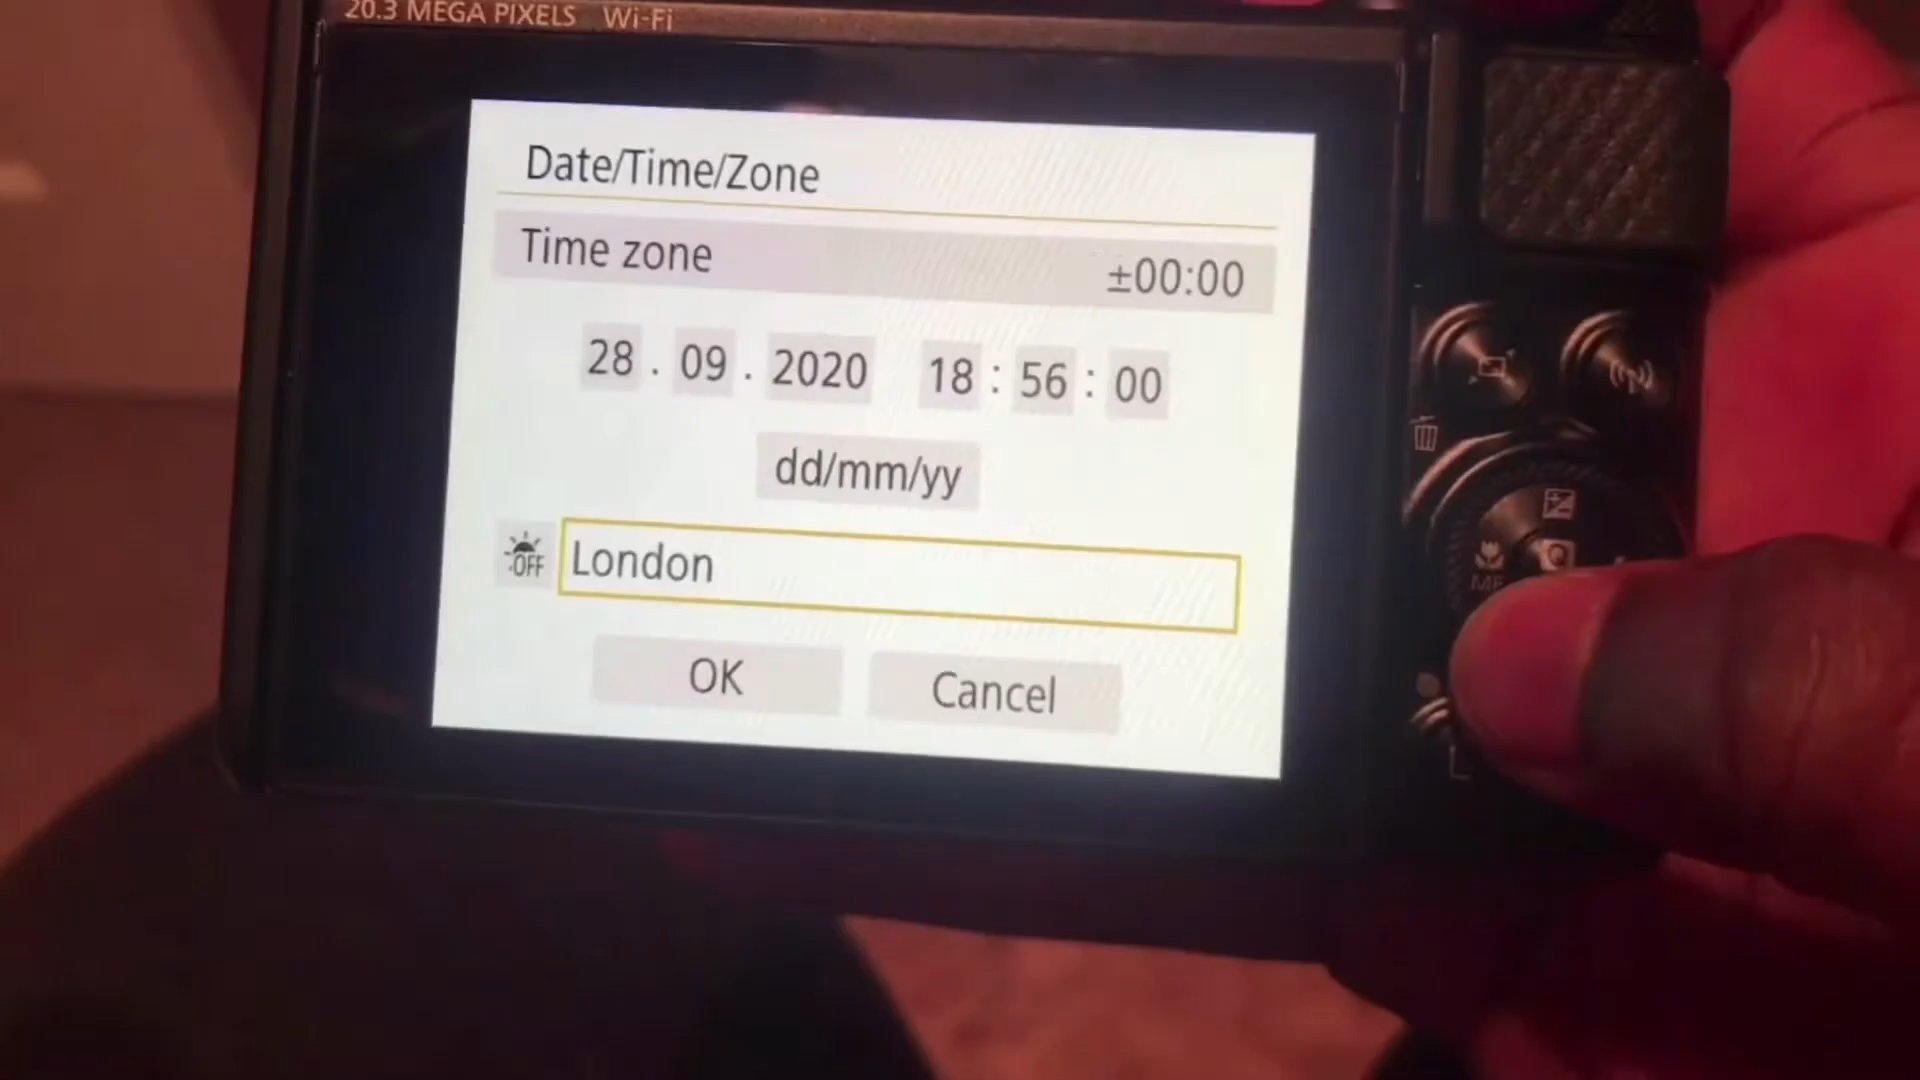 20.3 MEGA PIXELS Wi-Fi
Date/Time/Zone
Time zone ±00:00
28 . 09 . 2020 18 : 56 : 00
dd/mm/yy
OFF London
OK Cancel